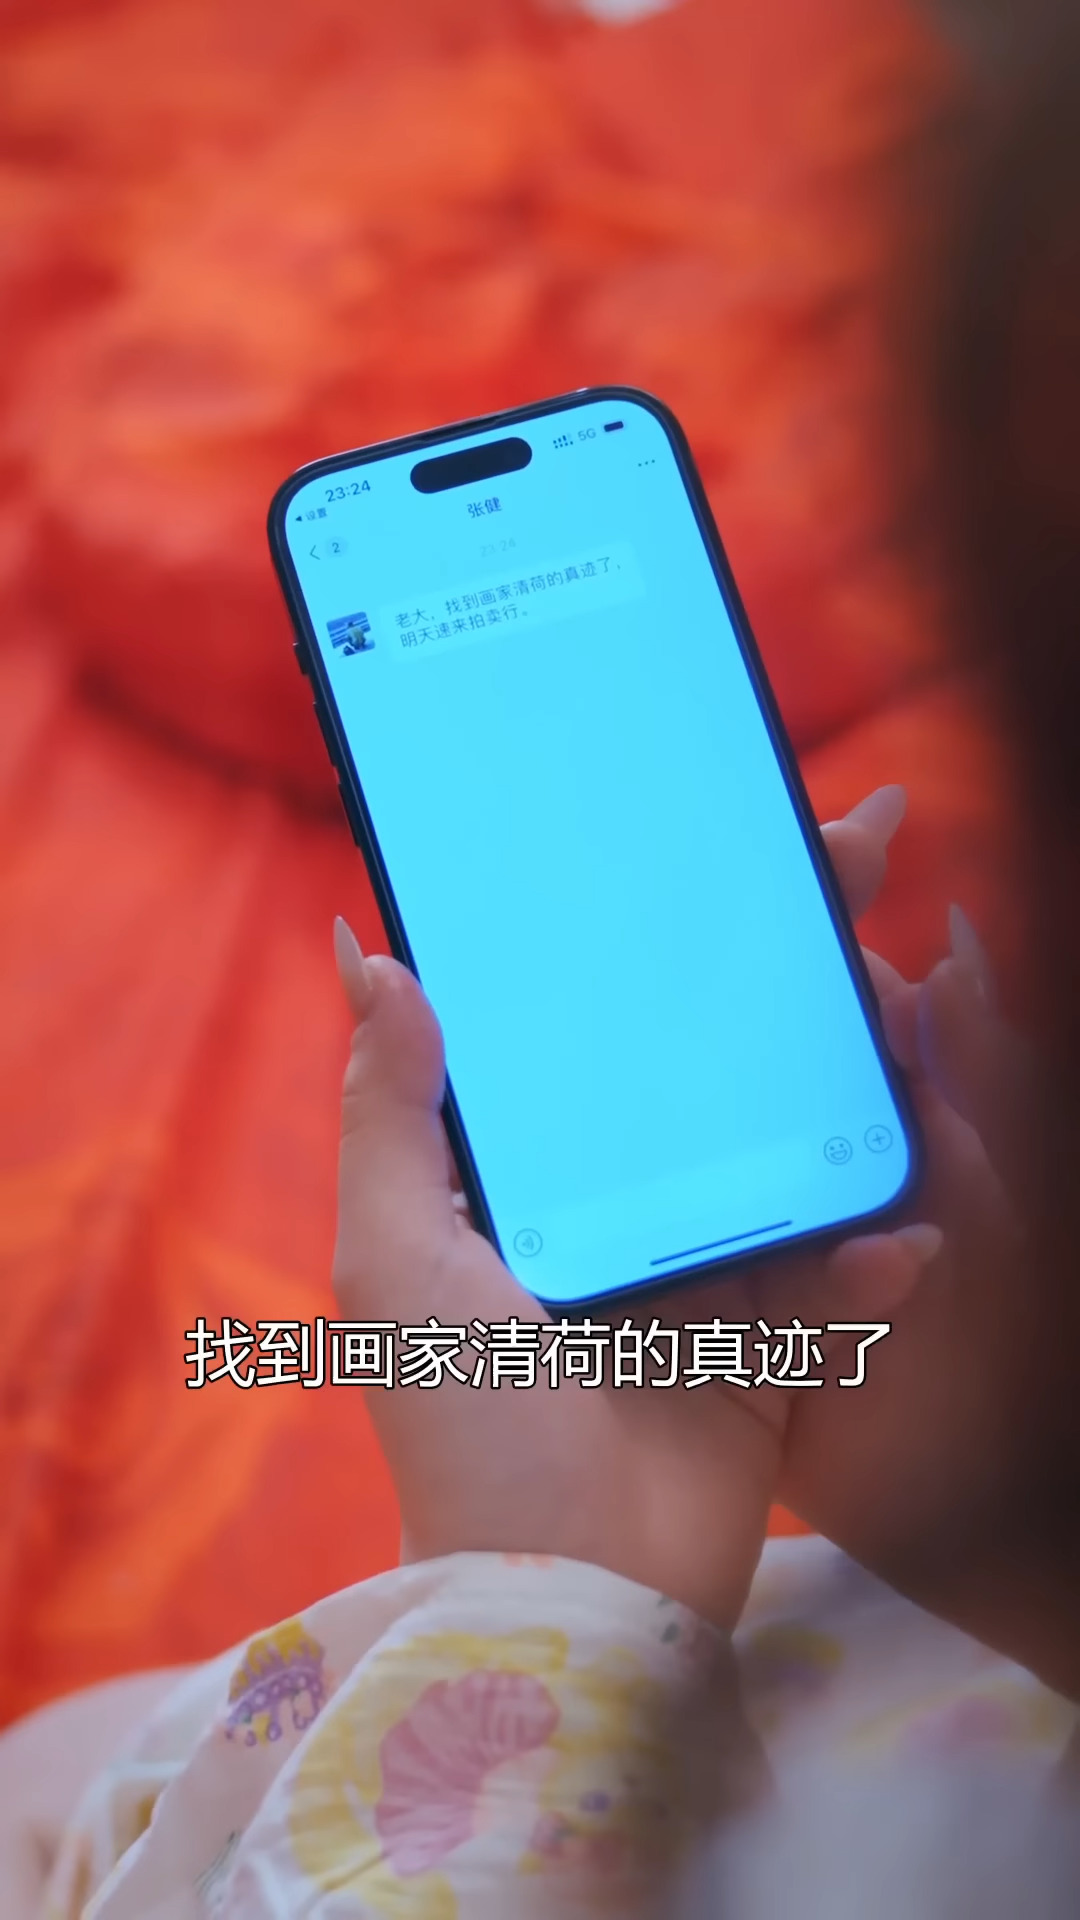 23:24
5G
设置
张健
2
23:24
老大，找到画家清荷的真迹了，
明天速来拍卖行。
找到画家清荷的真迹了